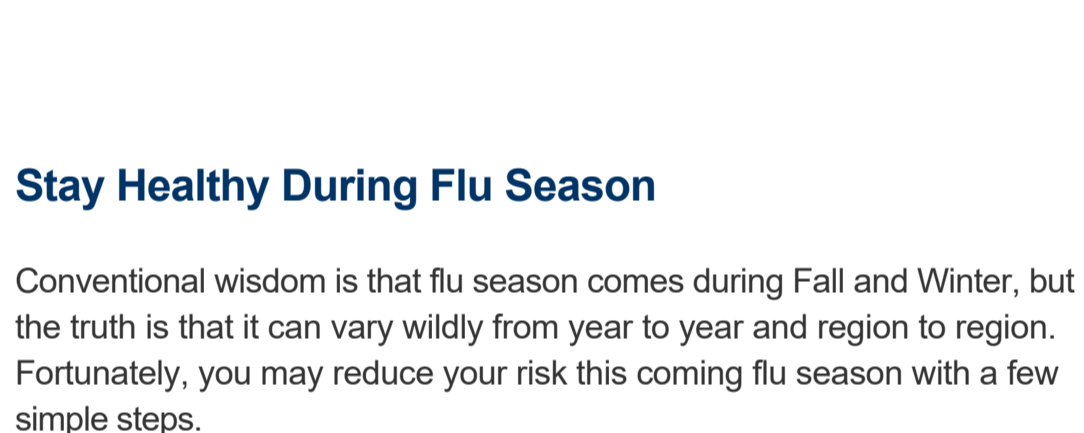 Stay Healthy During Flu Season
Conventional wisdom is that flu season comes during Fall and Winter, but
the truth is that it can vary wildly from year to year and region to region.
Fortunately, you may reduce your risk this coming flu season with a few
simple steps.